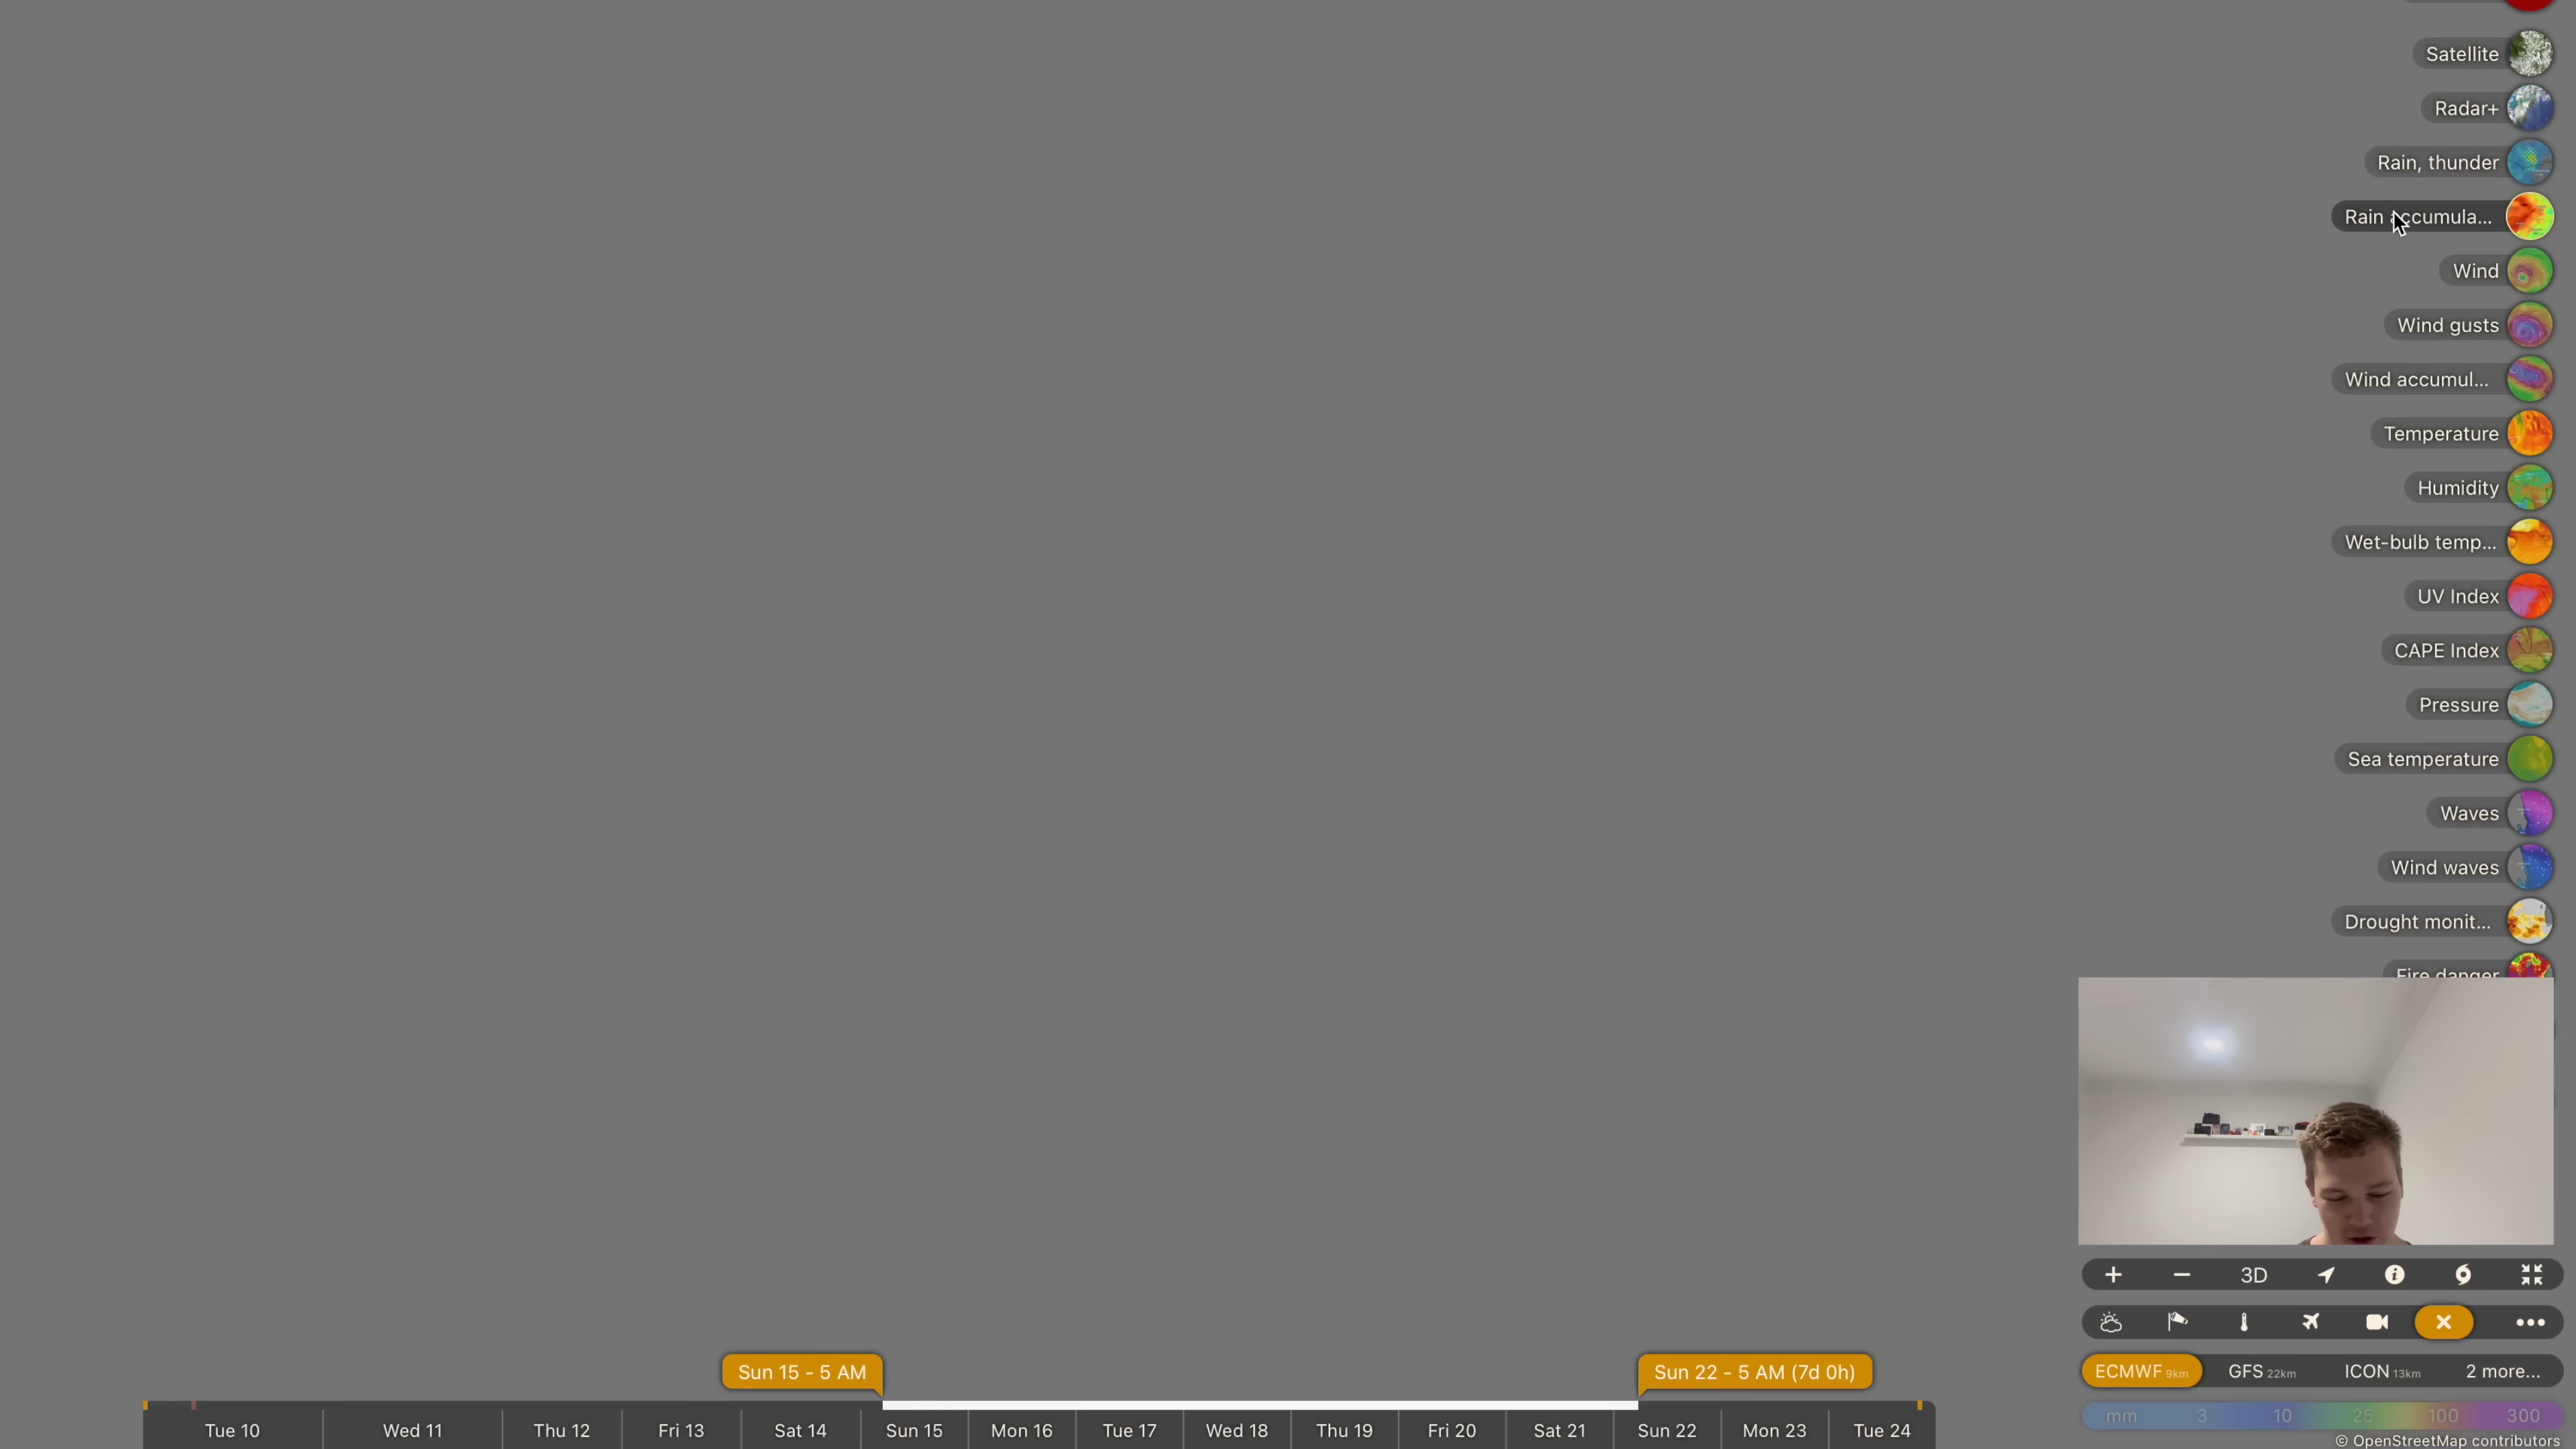 Satellite
Radar+
Rain, thunder
Rain accumula...
Wind
Wind gusts
Wind accumul...
Temperature
Humidity
Wet-bulb temp...
UV Index
CAPE Index
Pressure
Sea temperature
Waves
Wind waves
Drought monit...
Fire danger
3D
ECMWF 9km GFS 22km ICON 13km 2 more...
mm 3 10 25 100 300
© OpenStreetMap contributors
Sun 15 - 5 AM Sun 22 - 5 AM (7d 0h)
Tue 10 Wed 11 Thu 12 Fri 13 Sat 14 Sun 15 Mon 16 Tue 17 Wed 18 Thu 19 Fri 20 Sat 21 Sun 22 Mon 23 Tue 24